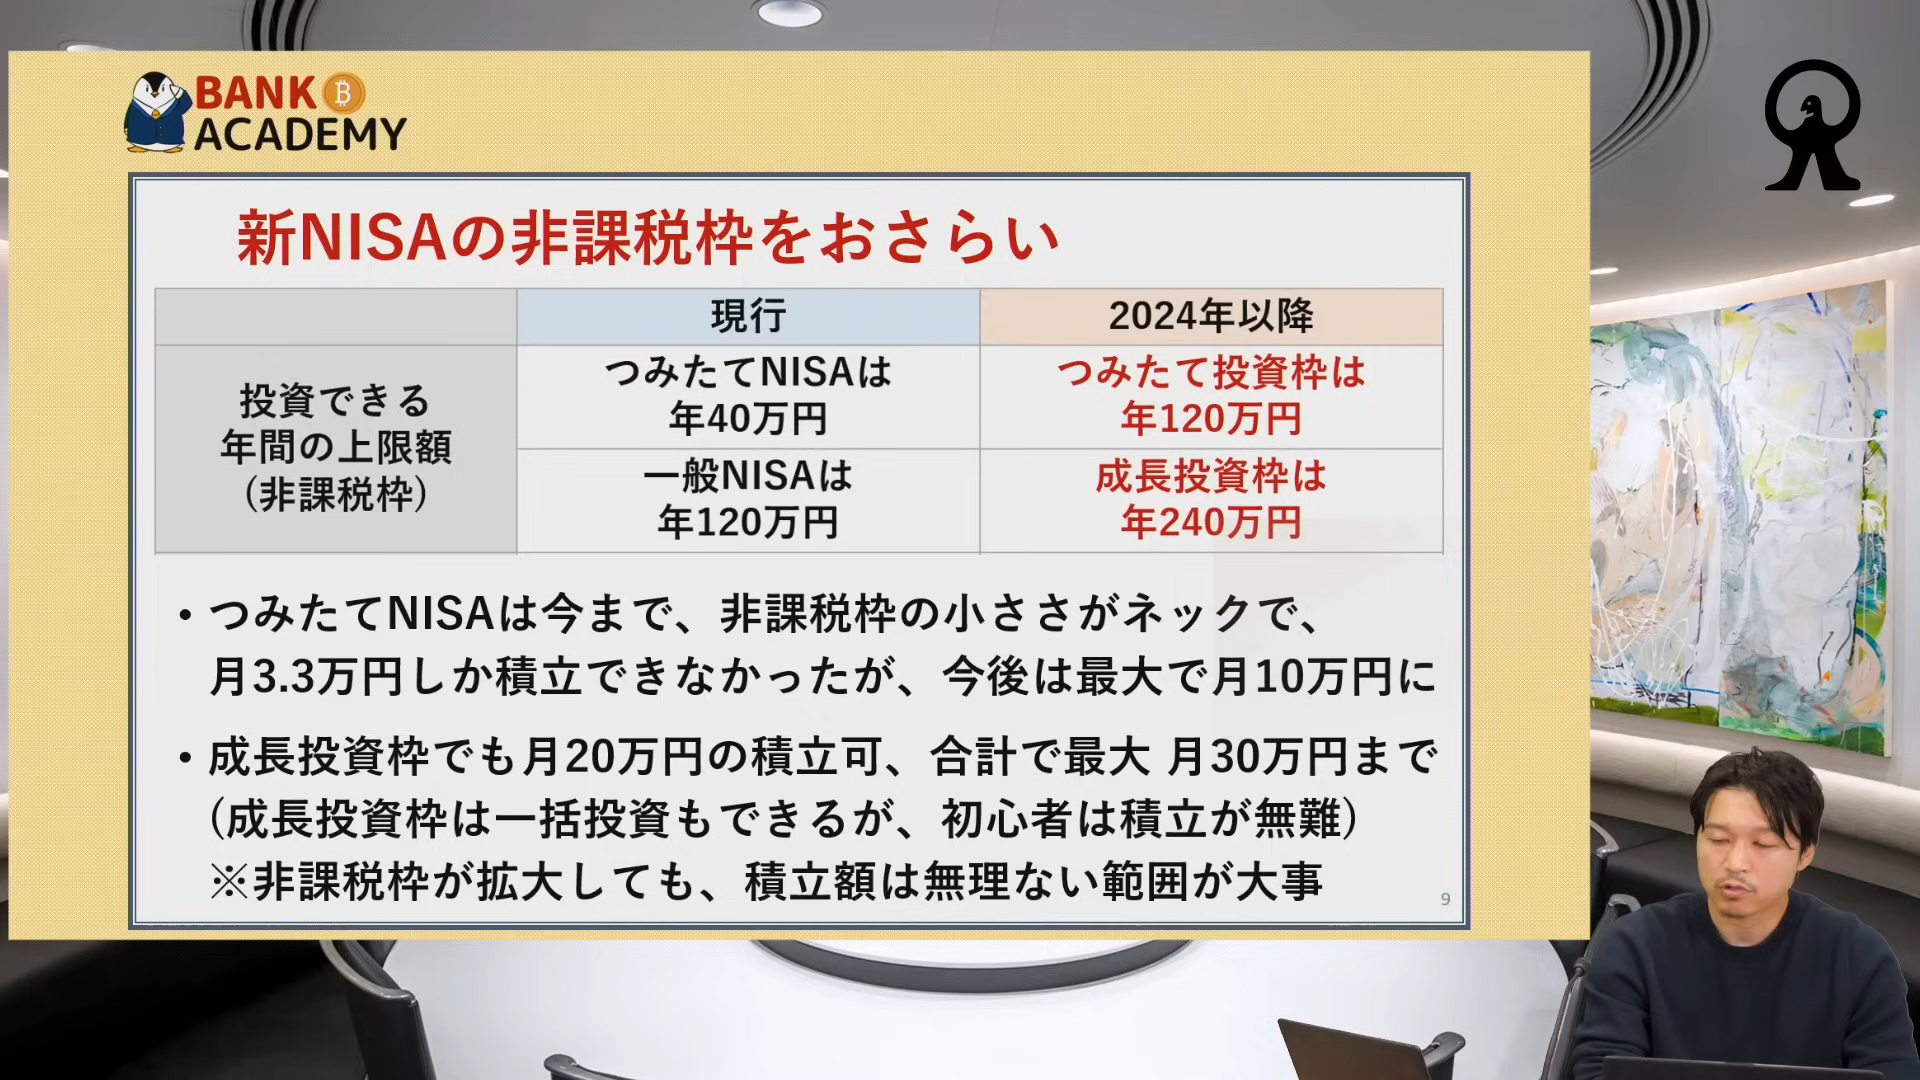 BANK
ACADEMY
新NISAの非課税枠をおさらい
現行
2024年以降
投資できる
年間の上限額
(非課税枠)
つみたてNISAは
年40万円
つみたて投資枠は
年120万円
一般NISAは
年120万円
成長投資枠は
年240万円
・つみたてNISAは今まで、非課税枠の小ささがネックで、
月3.3万円しか積立できなかったが、今後は最大で月10万円に
・成長投資枠でも月20万円の積立可、合計で最大 月30万円まで
(成長投資枠は一括投資もできるが、初心者は積立が無難)
※非課税枠が拡大しても、積立額は無理ない範囲が大事
9